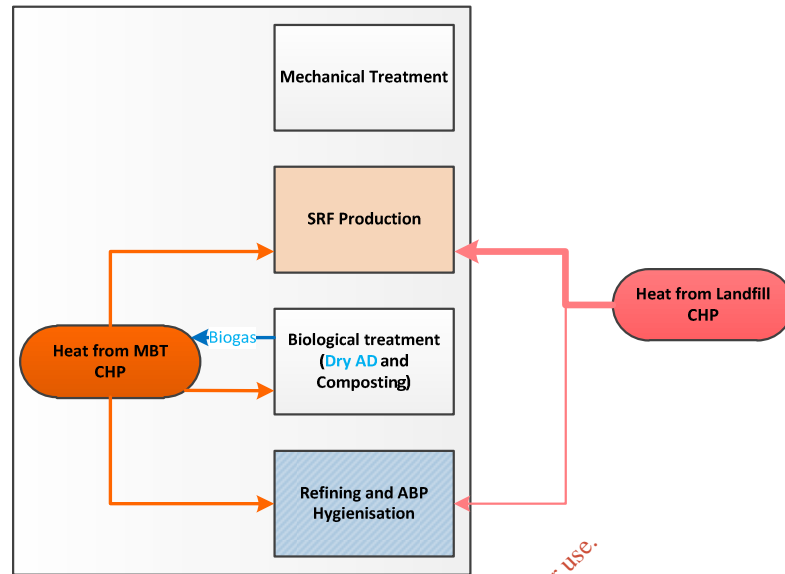 Mechanical Treatment
SRF Production
Heat from Landfill
CHP
Biogas
Heat from MBT
CHP
Biological treatment
(Dry AD and
Composting)
Refining and ABP
Hygienisation
use.